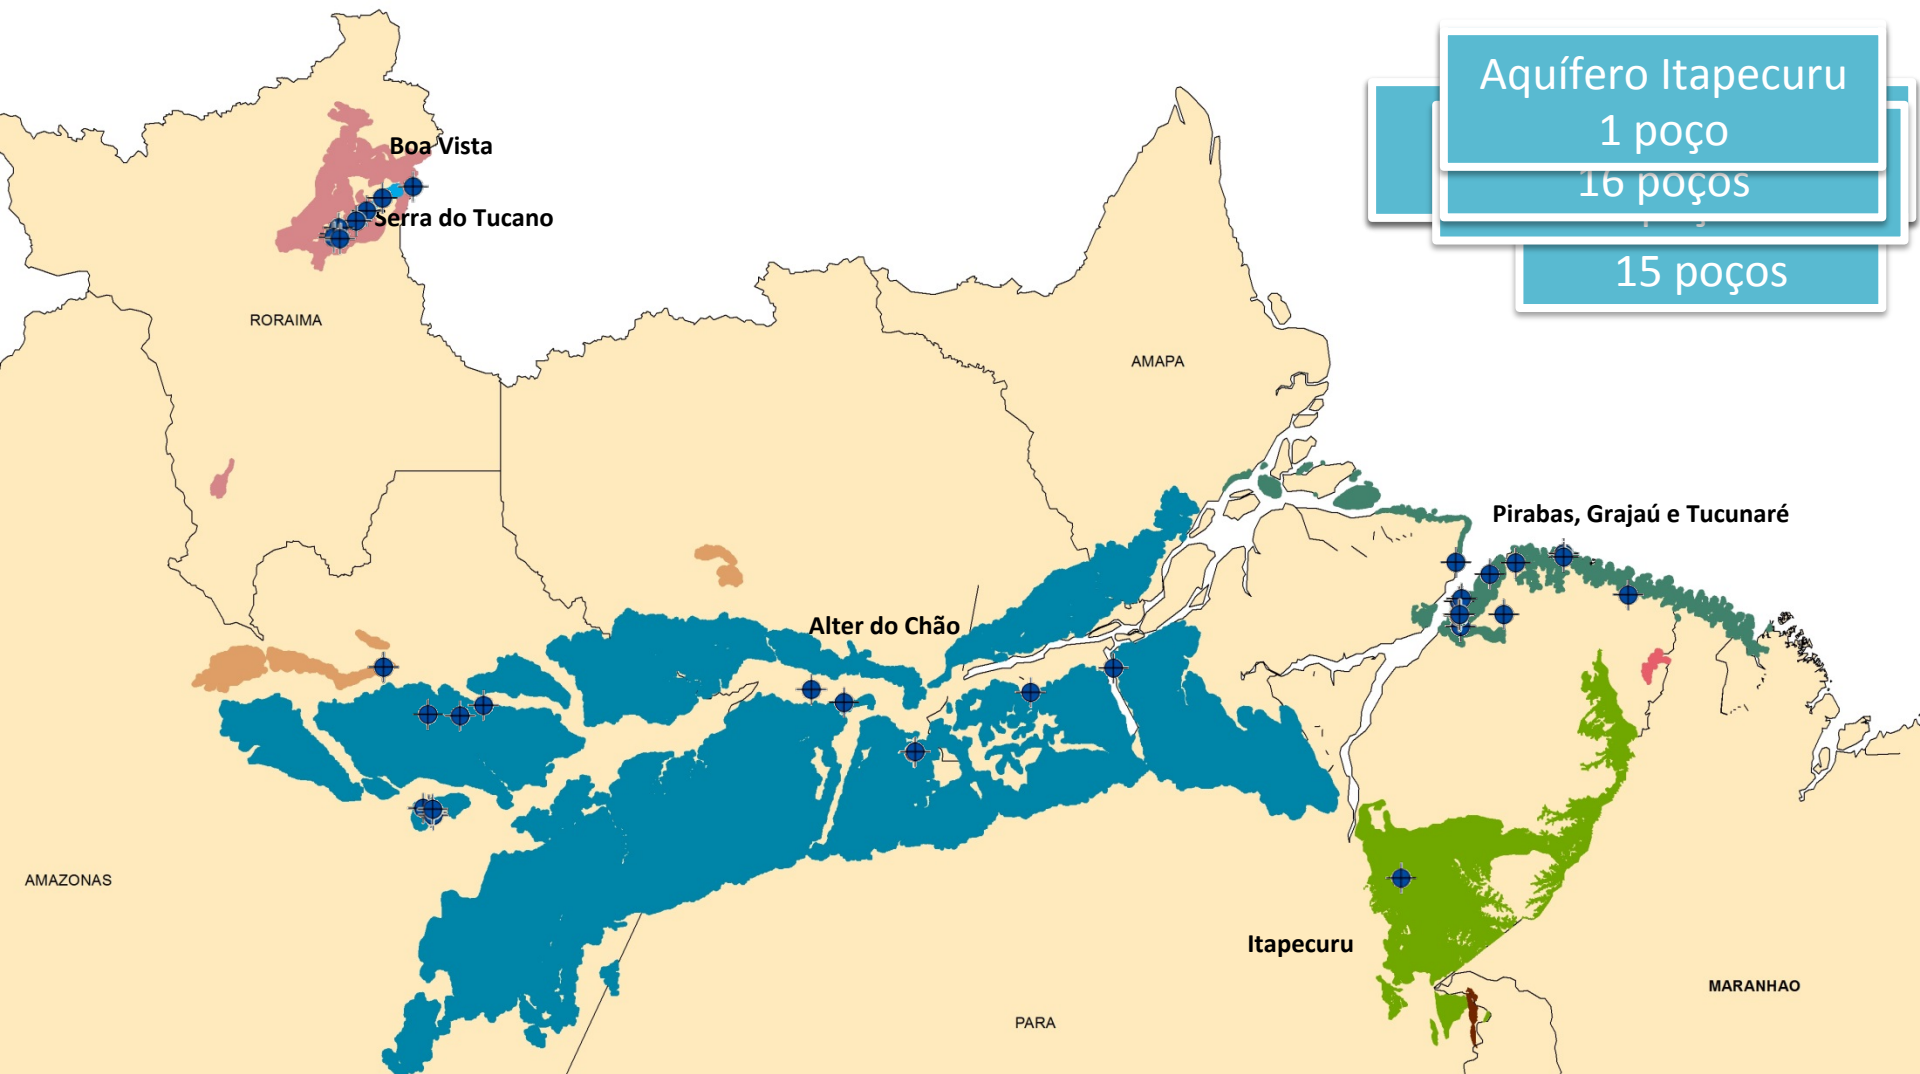 Aquífero Itapecuru
1 poço
16 poços
15 poços
Boa Vista
Serra do Tucano
RORAIMA
AMAPA
Pirabas, Grajaú e Tucunaré
Alter do Chão
AMAZONAS
Itapecuru
MARANHAO
PARA